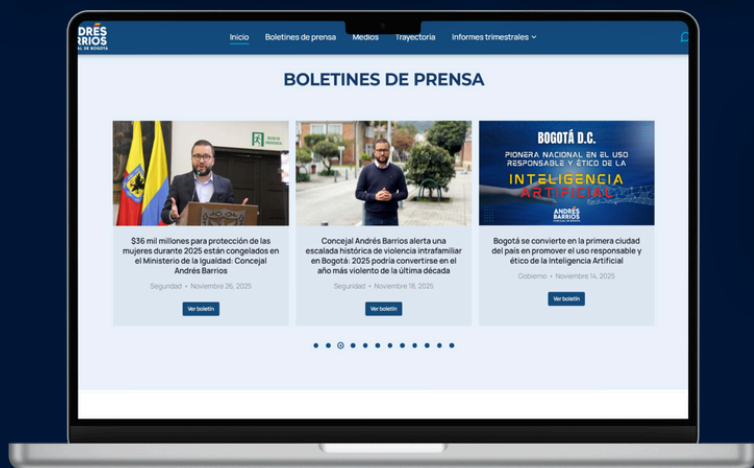 DRÉS
RRIOS
Inicio Boletines de prensa Medios Trayectoria Informes trimestrales
BOLETINES DE PRENSA
BOGOTÁ D.C.
PIONERA NACIONAL EN EL USO
RESPONSABLE Y ÉTICO DE LA
INTELIGENCIA
ARTIFICIAL
ANDRÉS
BARRIOS
$36 mil millones para protección de las
mujeres durante 2025 están congelados en
el Ministerio de la Igualdad: Concejal
Andrés Barrios
Seguridad • Noviembre 26, 2025
Ver boletín
Concejal Andrés Barrios alerta una
escalada histórica de violencia intrafamiliar
en Bogotá: 2025 podría convertirse en el
año más violento de la última década
Seguridad • Noviembre 18, 2025
Ver boletín
Bogotá se convierte en la primera ciudad
del país en promover el uso responsable y
ético de la Inteligencia Artificial
Gobierno • Noviembre 14, 2025
Ver boletín